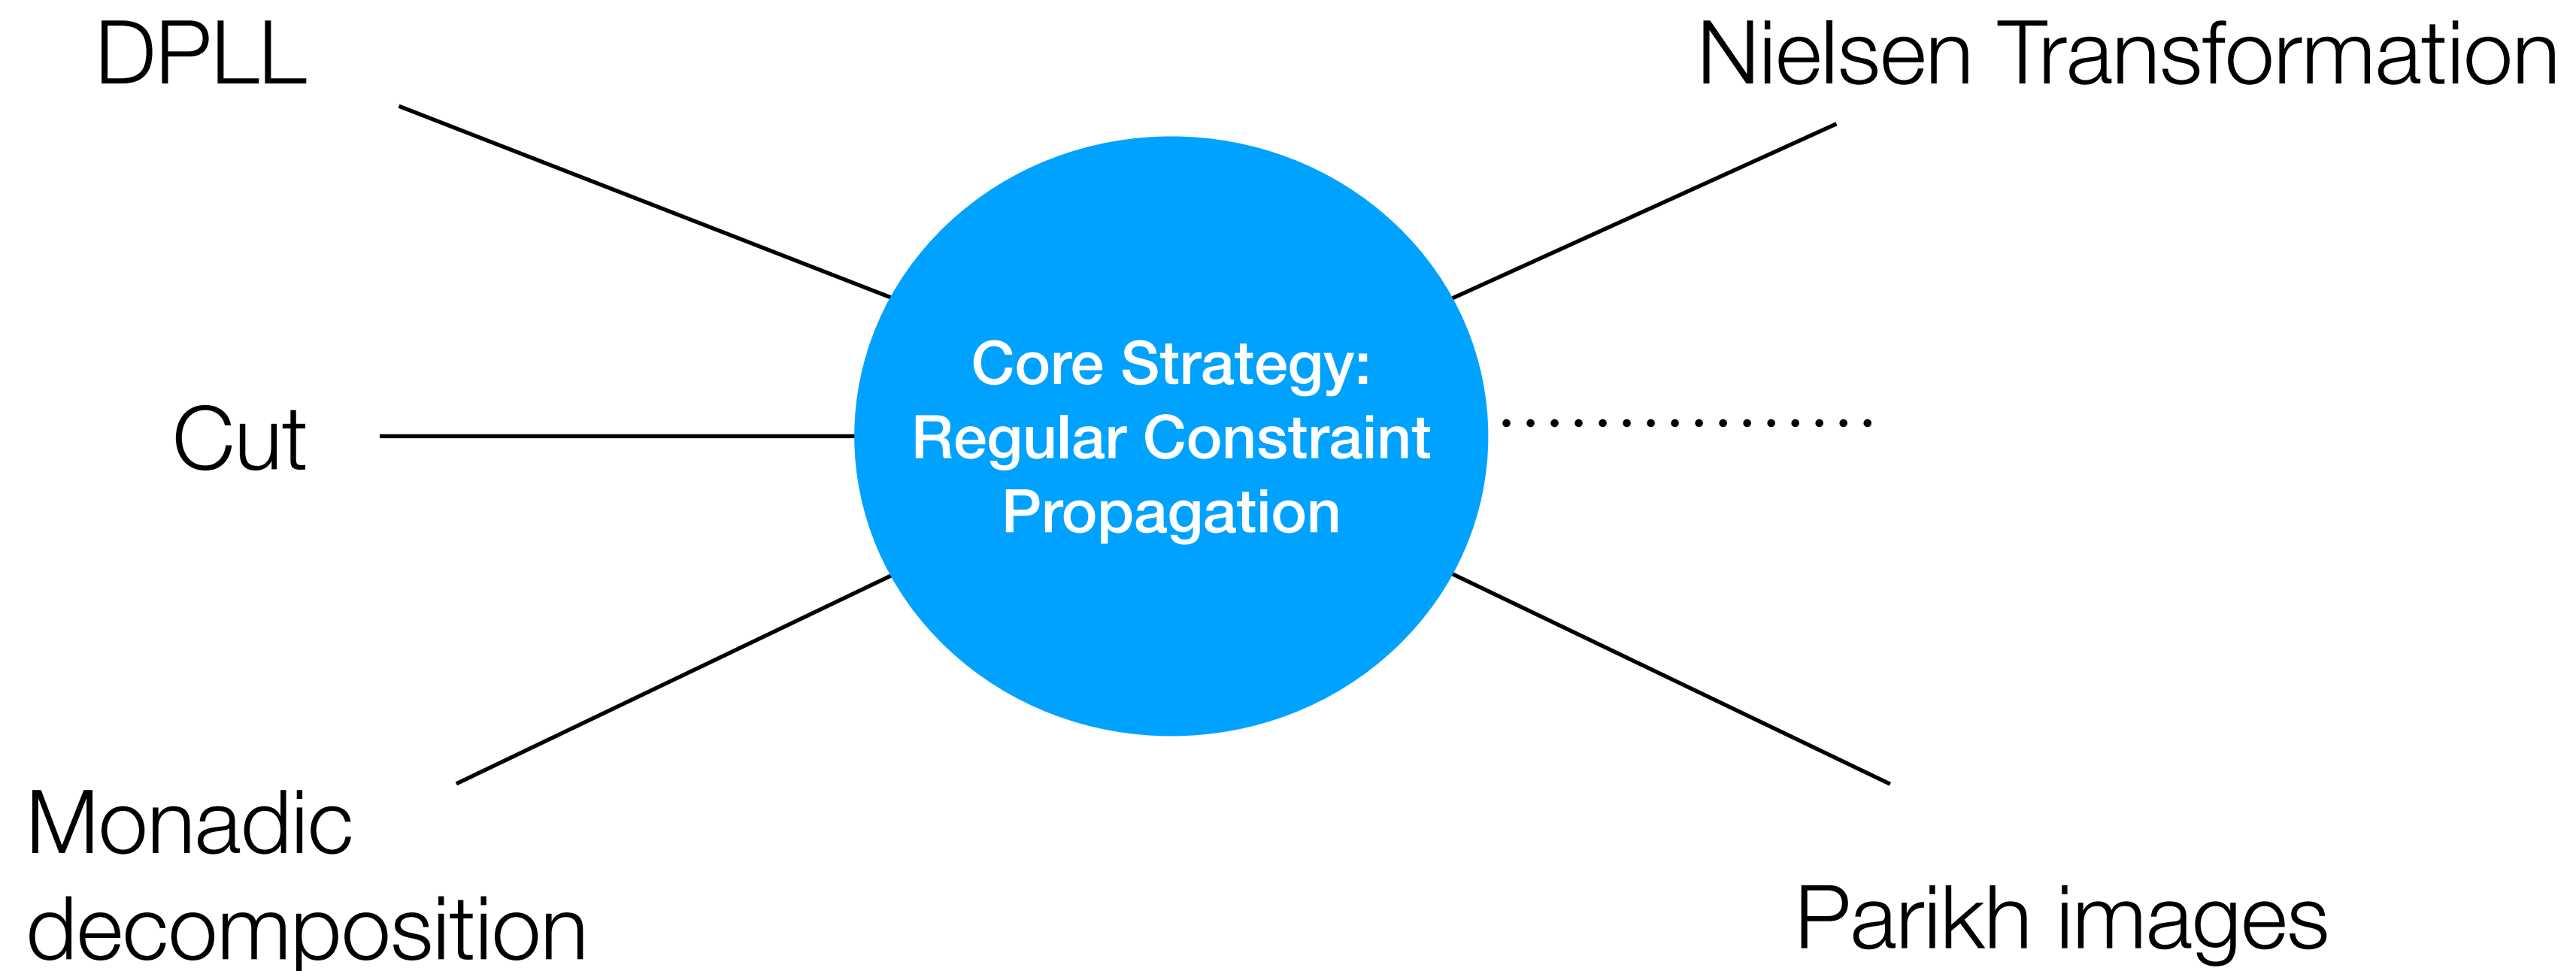 DPLL
Nielsen Transformation
Core Strategy:
Regular Constraint
Propagation
Cut
Monadic
decomposition
Parikh images